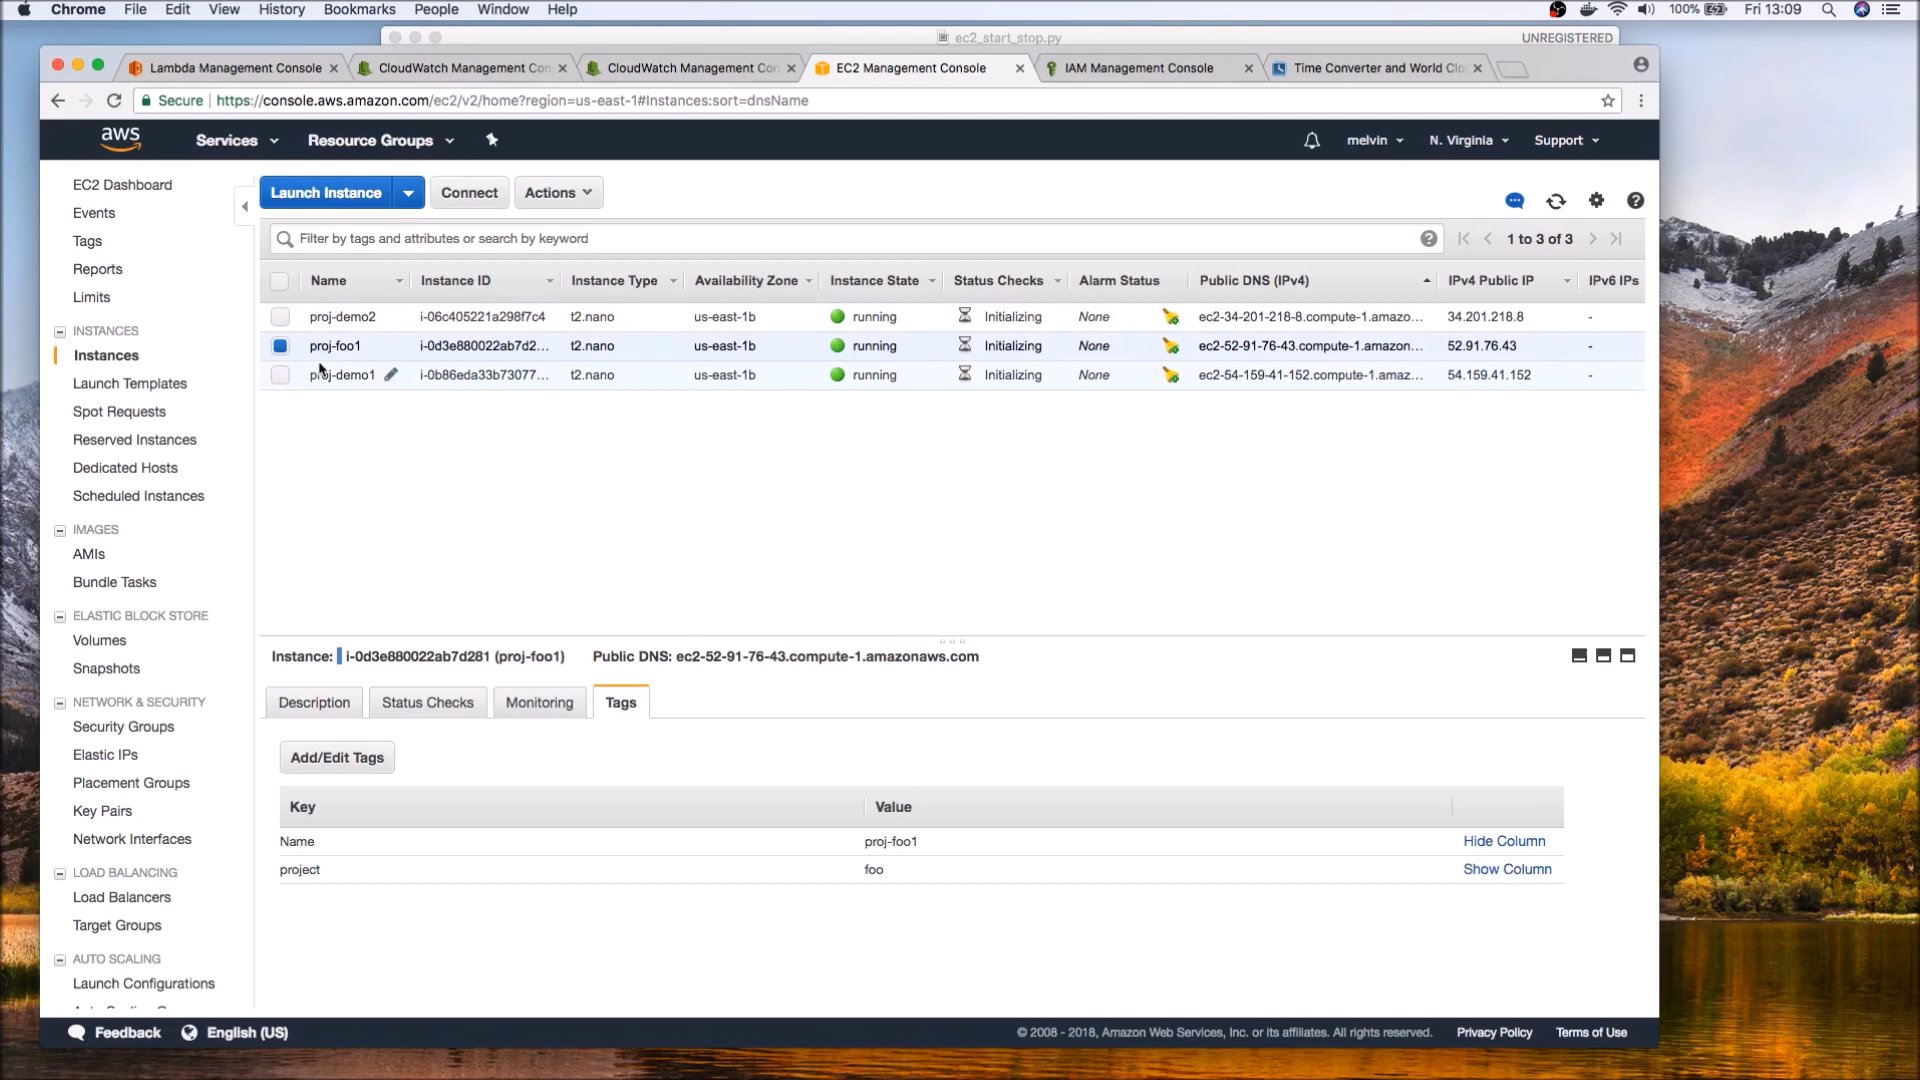 Chrome File Edit View History Bookmarks People Window Help 100% Fri 13:09
ec2_start_stop.py UNREGISTERED
Lambda Management Console CloudWatch Management Con CloudWatch Management Con EC2 Management Console IAM Management Console Time Converter and World Clo
Secure https://console.aws.amazon.com/ec2/v2/home?region=us-east-1#Instances:sort=dnsName
aws Services Resource Groups melvin N. Virginia Support
EC2 Dashboard
Events
Tags
Reports
Limits
INSTANCES
Instances
Launch Templates
Spot Requests
Reserved Instances
Dedicated Hosts
Scheduled Instances
IMAGES
AMIs
Bundle Tasks
ELASTIC BLOCK STORE
Volumes
Snapshots
NETWORK & SECURITY
Security Groups
Elastic IPs
Placement Groups
Key Pairs
Network Interfaces
LOAD BALANCING
Load Balancers
Target Groups
AUTO SCALING
Launch Configurations
Launch Instance Connect Actions
Filter by tags and attributes or search by keyword 1 to 3 of 3
Name Instance ID Instance Type Availability Zone Instance State Status Checks Alarm Status Public DNS (IPv4) IPv4 Public IP IPv6 IPs
proj-demo2 i-06c405221a298f7c4 t2.nano us-east-1b running Initializing None ec2-34-201-218-8.compute-1.amazo... 34.201.218.8 -
proj-foo1 i-0d3e880022ab7d2... t2.nano us-east-1b running Initializing None ec2-52-91-76-43.compute-1.amazon... 52.91.76.43 -
proj-demo1 i-0b86eda33b73077... t2.nano us-east-1b running Initializing None ec2-54-159-41-152.compute-1.amaz... 54.159.41.152 -
Instance: i-0d3e880022ab7d281 (proj-foo1) Public DNS: ec2-52-91-76-43.compute-1.amazonaws.com
Description Status Checks Monitoring Tags
Add/Edit Tags
Key Value
Name proj-foo1 Hide Column
project foo Show Column
Feedback English (US) © 2008 - 2018, Amazon Web Services, Inc. or its affiliates. All rights reserved. Privacy Policy Terms of Use